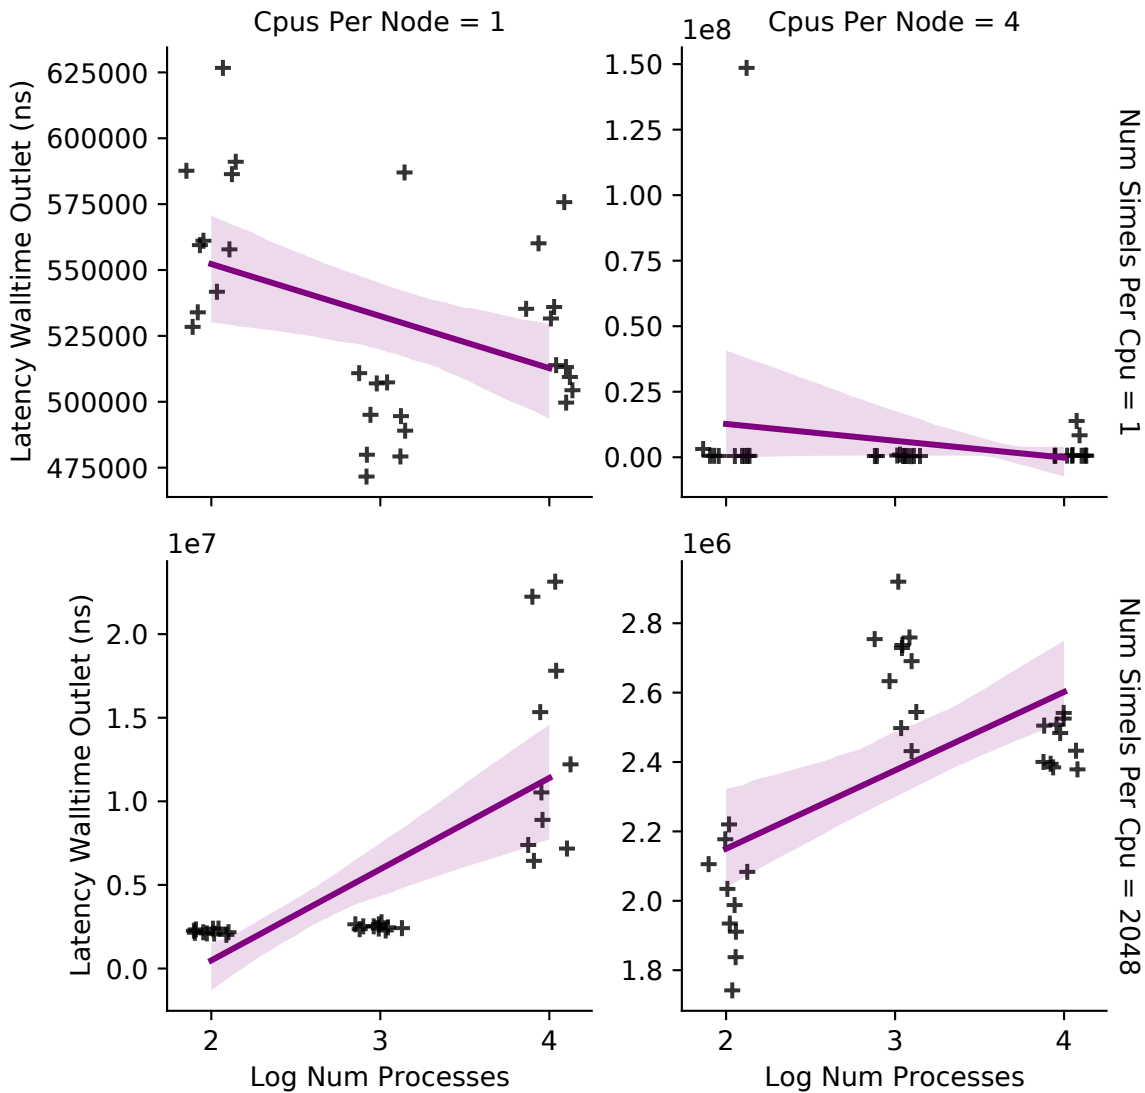 Cpus Per Node = 1
Cpus Per Node = 4
1e8
Latency Walltime Outlet (ns)
625000
600000
575000
550000
525000
500000
475000
1.50
1.25
1.00
0.75
0.50
0.25
0.00
Num Simels Per Cpu = 1
1e7
1e6
Latency Walltime Outlet (ns)
2.0
1.5
1.0
0.5
0.0
2.8
2.6
2.4
2.2
2.0
1.8
Num Simels Per Cpu = 2048
2 3 4
2 3 4
Log Num Processes
Log Num Processes